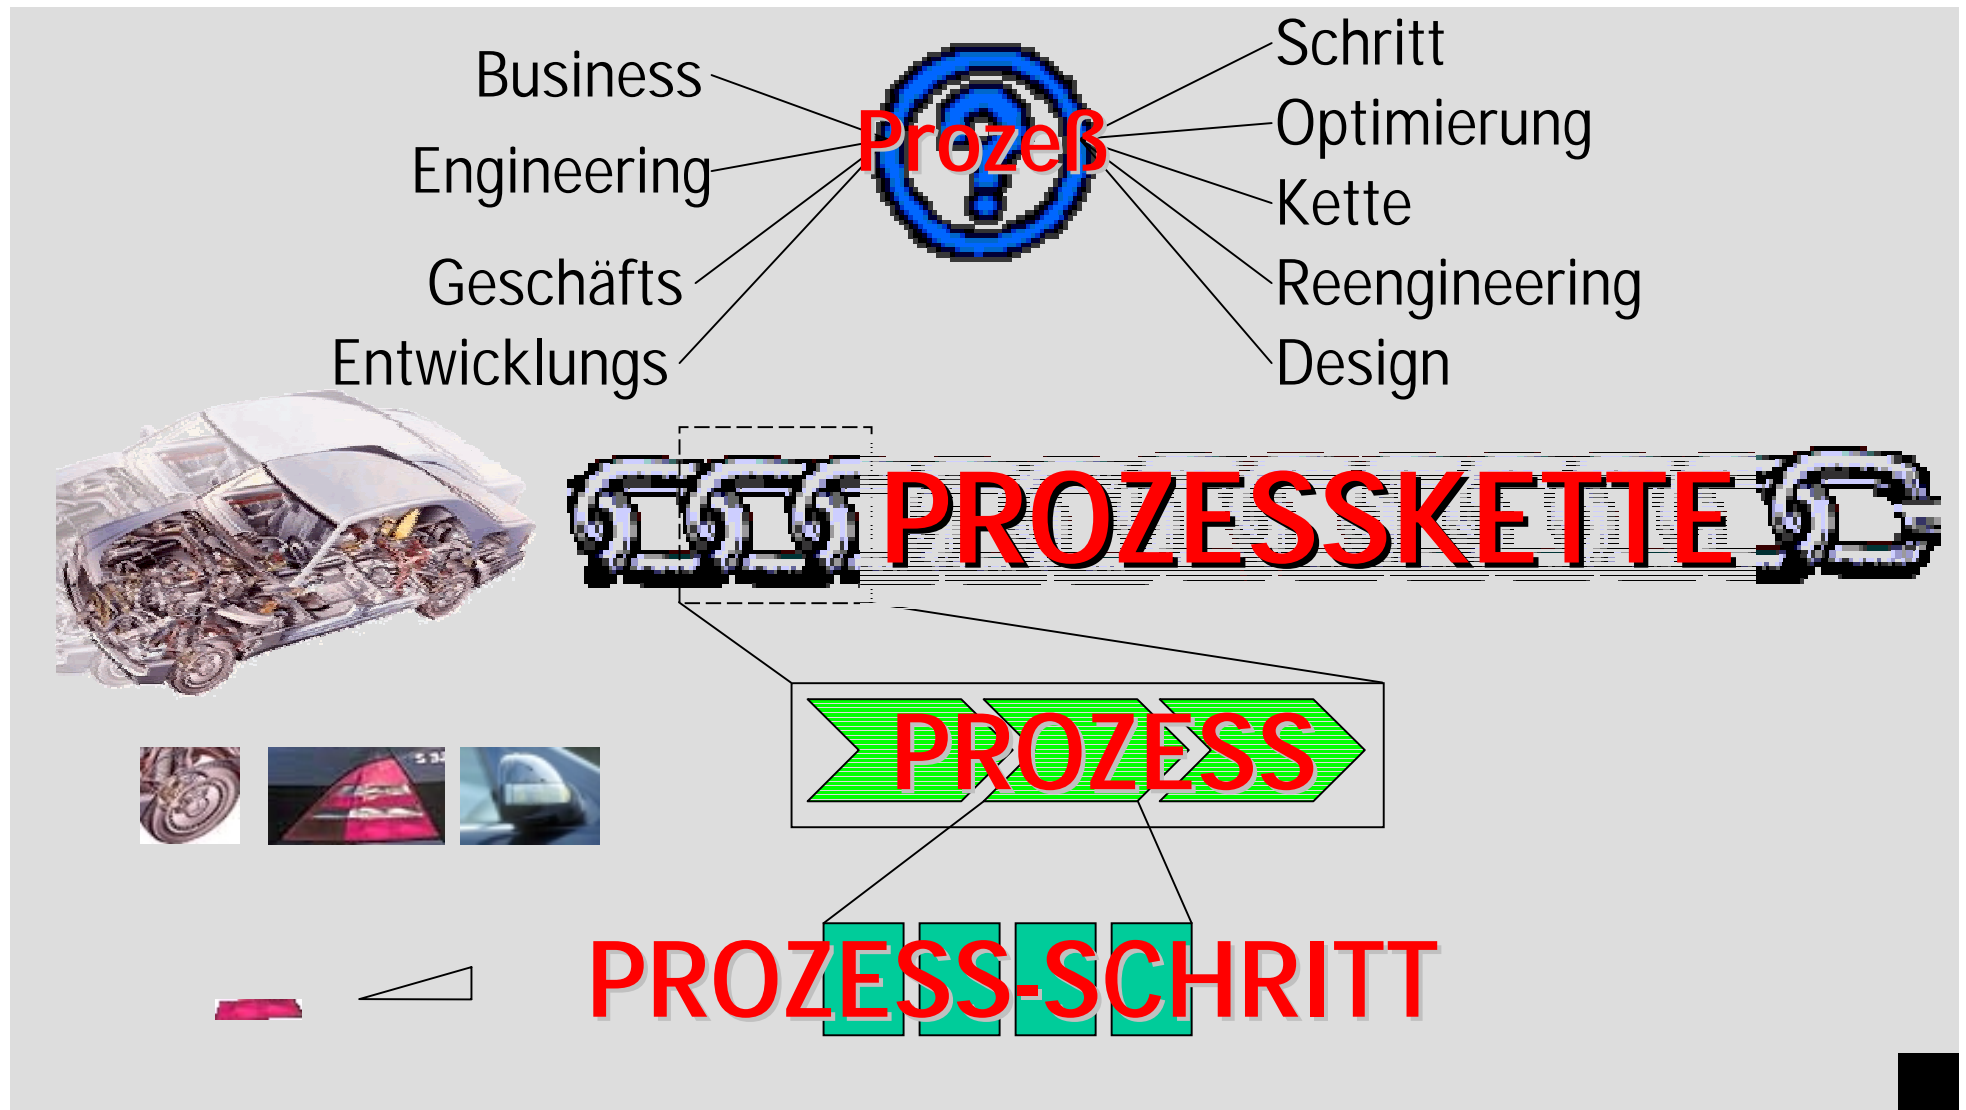 Business
Engineering
Geschäfts
Entwicklungs
Prozeß
Schritt
Optimierung
Kette
Reengineering
Design
PROZESSKETTE
PROZESS
PROZESS-SCHRITT